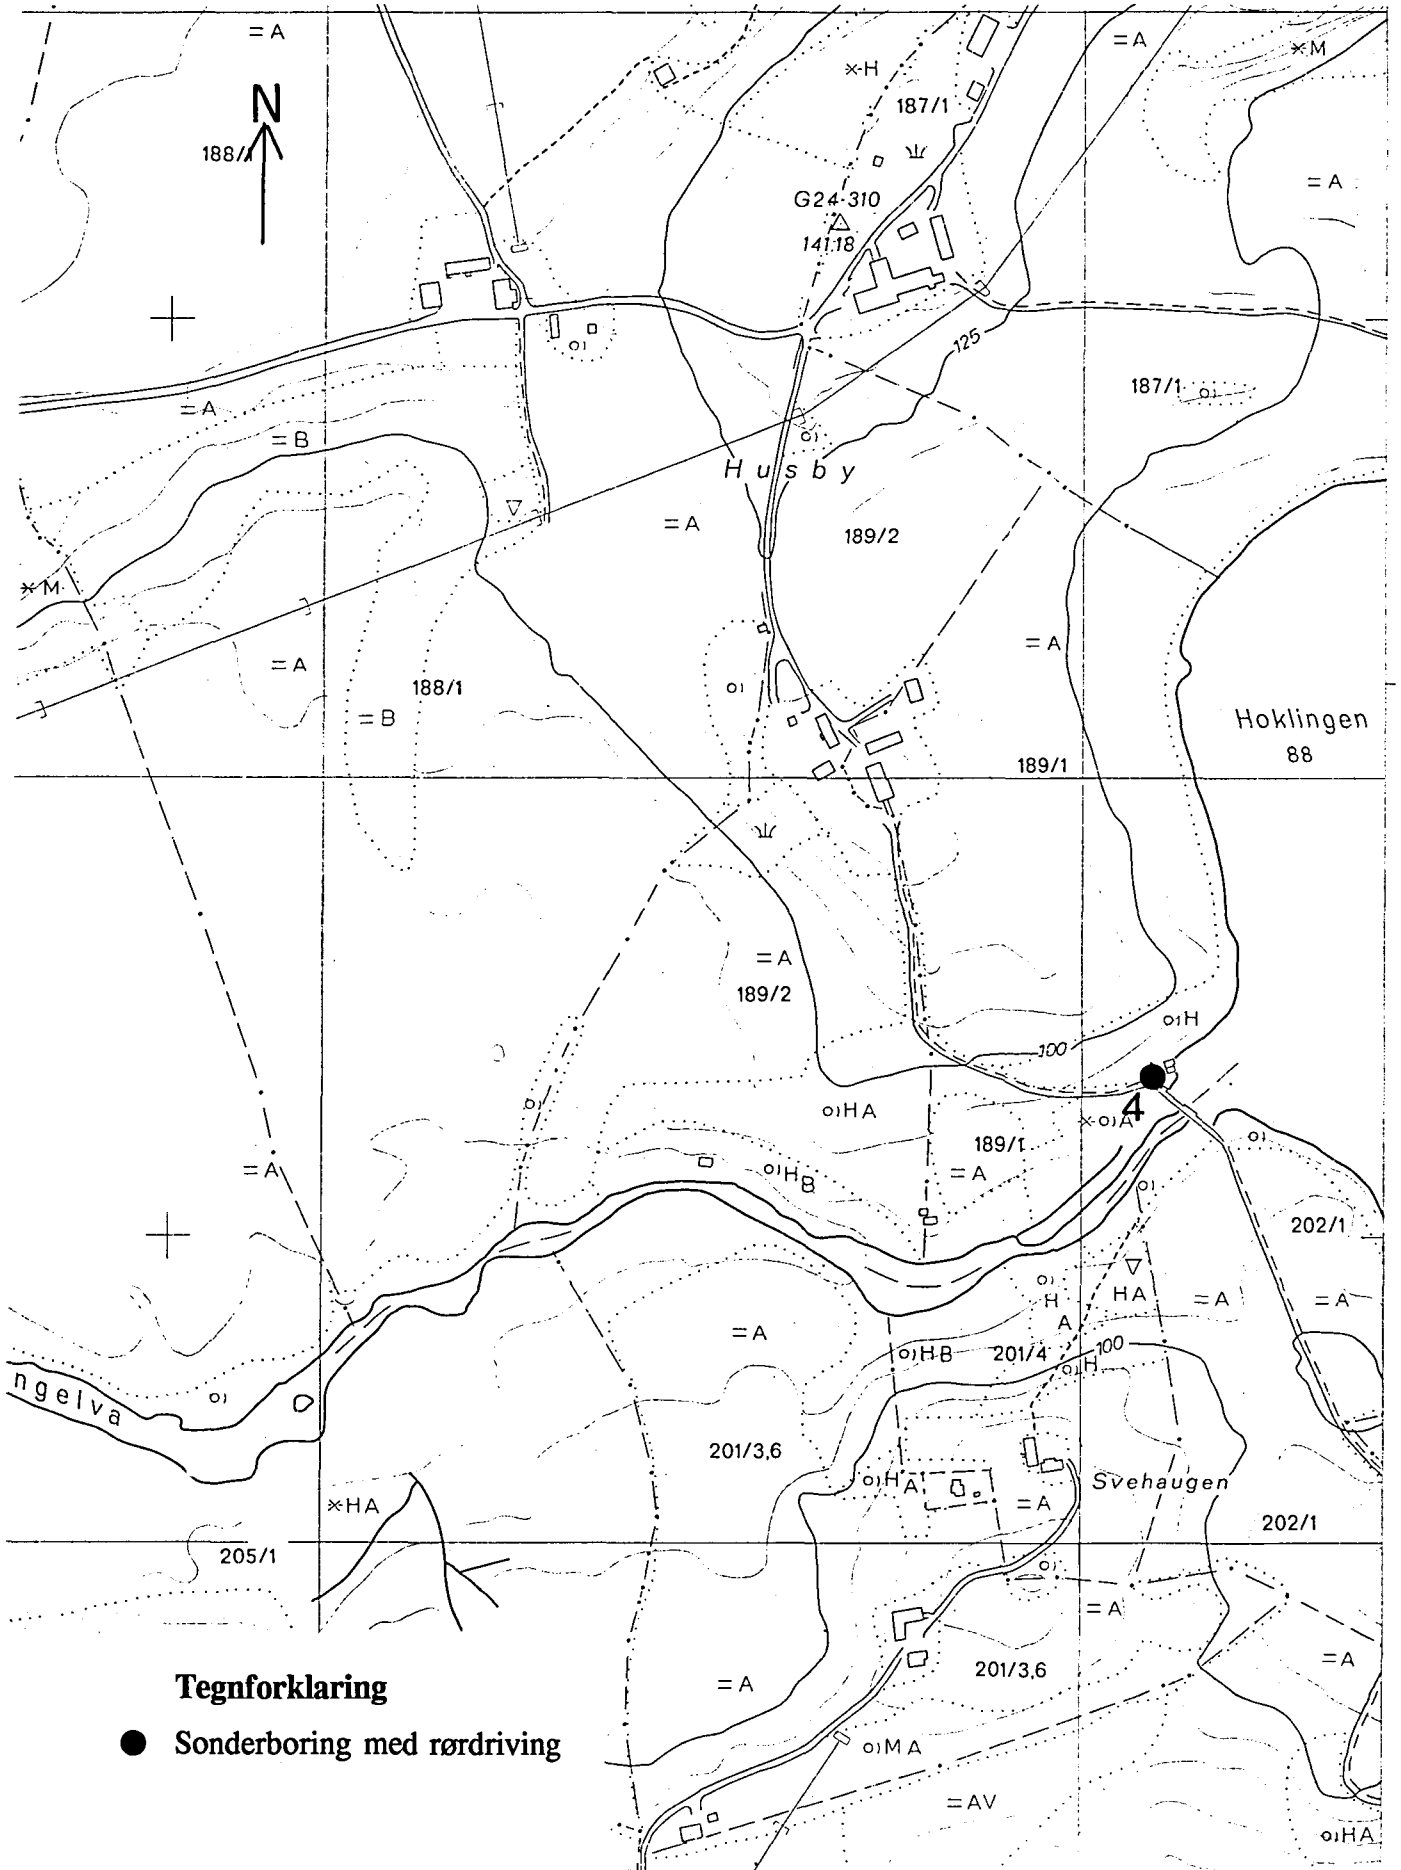 = A
= A
✕ M
✕ H
N
187/1
188/1
= A
G24-310
141.18
125
187/1
o)
o)
= A
= B
o)
Husby
= A
189/2
✕ M
= A
= A
188/1
o)
= B
Hoklingen
88
189/1
= A
189/2
o)H
100
o)
o)HA
4
✕ o)A
189/1
o)
= A
o)HB
= A
o)
202/1
o)
H
A
HA
= A
= A
= A
o)HB
201/4
100
o)H
ngelva
o)
201/3,6
o)HA
Svehaugen
✕ HA
= A
202/1
205/1
o)
= A
201/3,6
= A
= A
Tegnforklaring
● Sonderboring med rørdriving
o)MA
= AV
o)HA